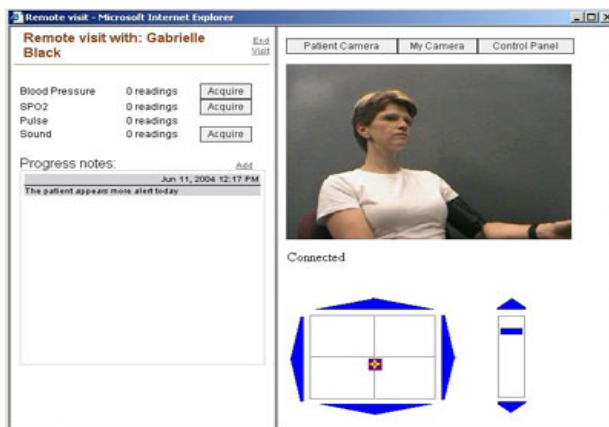 Remote visit - Microsoft Internet Explorer
Remote visit with: Gabrielle
Black
End
Visit
Blood Pressure 0 readings Acquire
SPO2 0 readings Acquire
Pulse 0 readings
Sound 0 readings Acquire
Progress notes: Add
Jun 11, 2004 12:17 PM
The patient appears more alert today
Patient Camera My Camera Control Panel
Connected